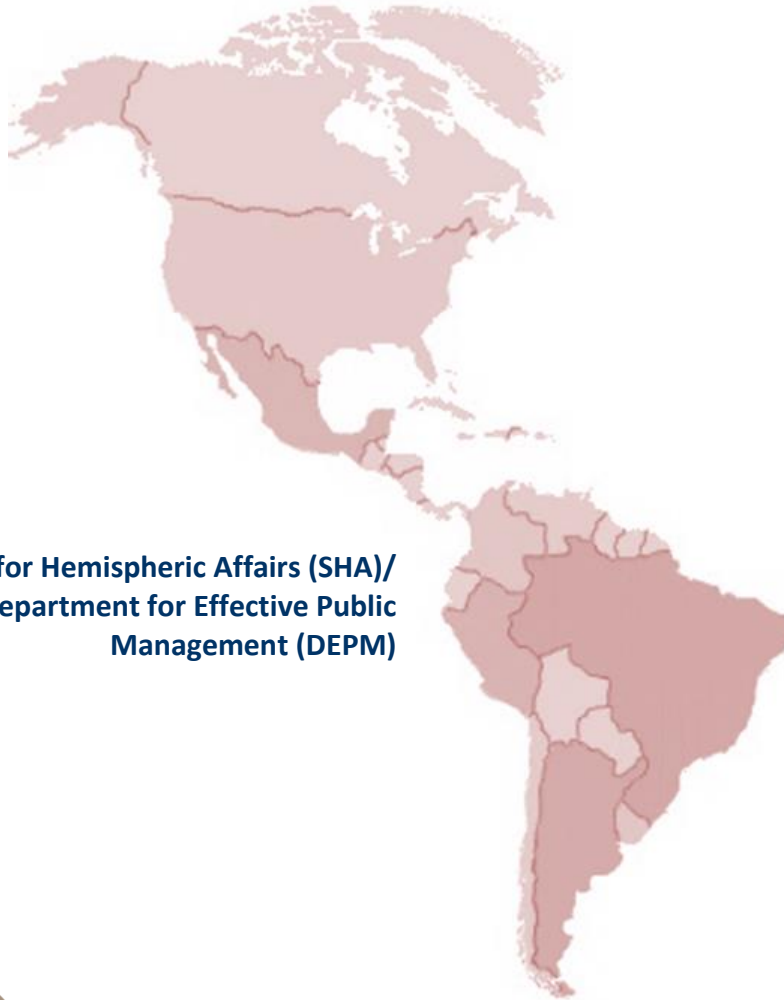 for Hemispheric Affairs (SHA)/
epartment for Effective Public
Management (DEPM)